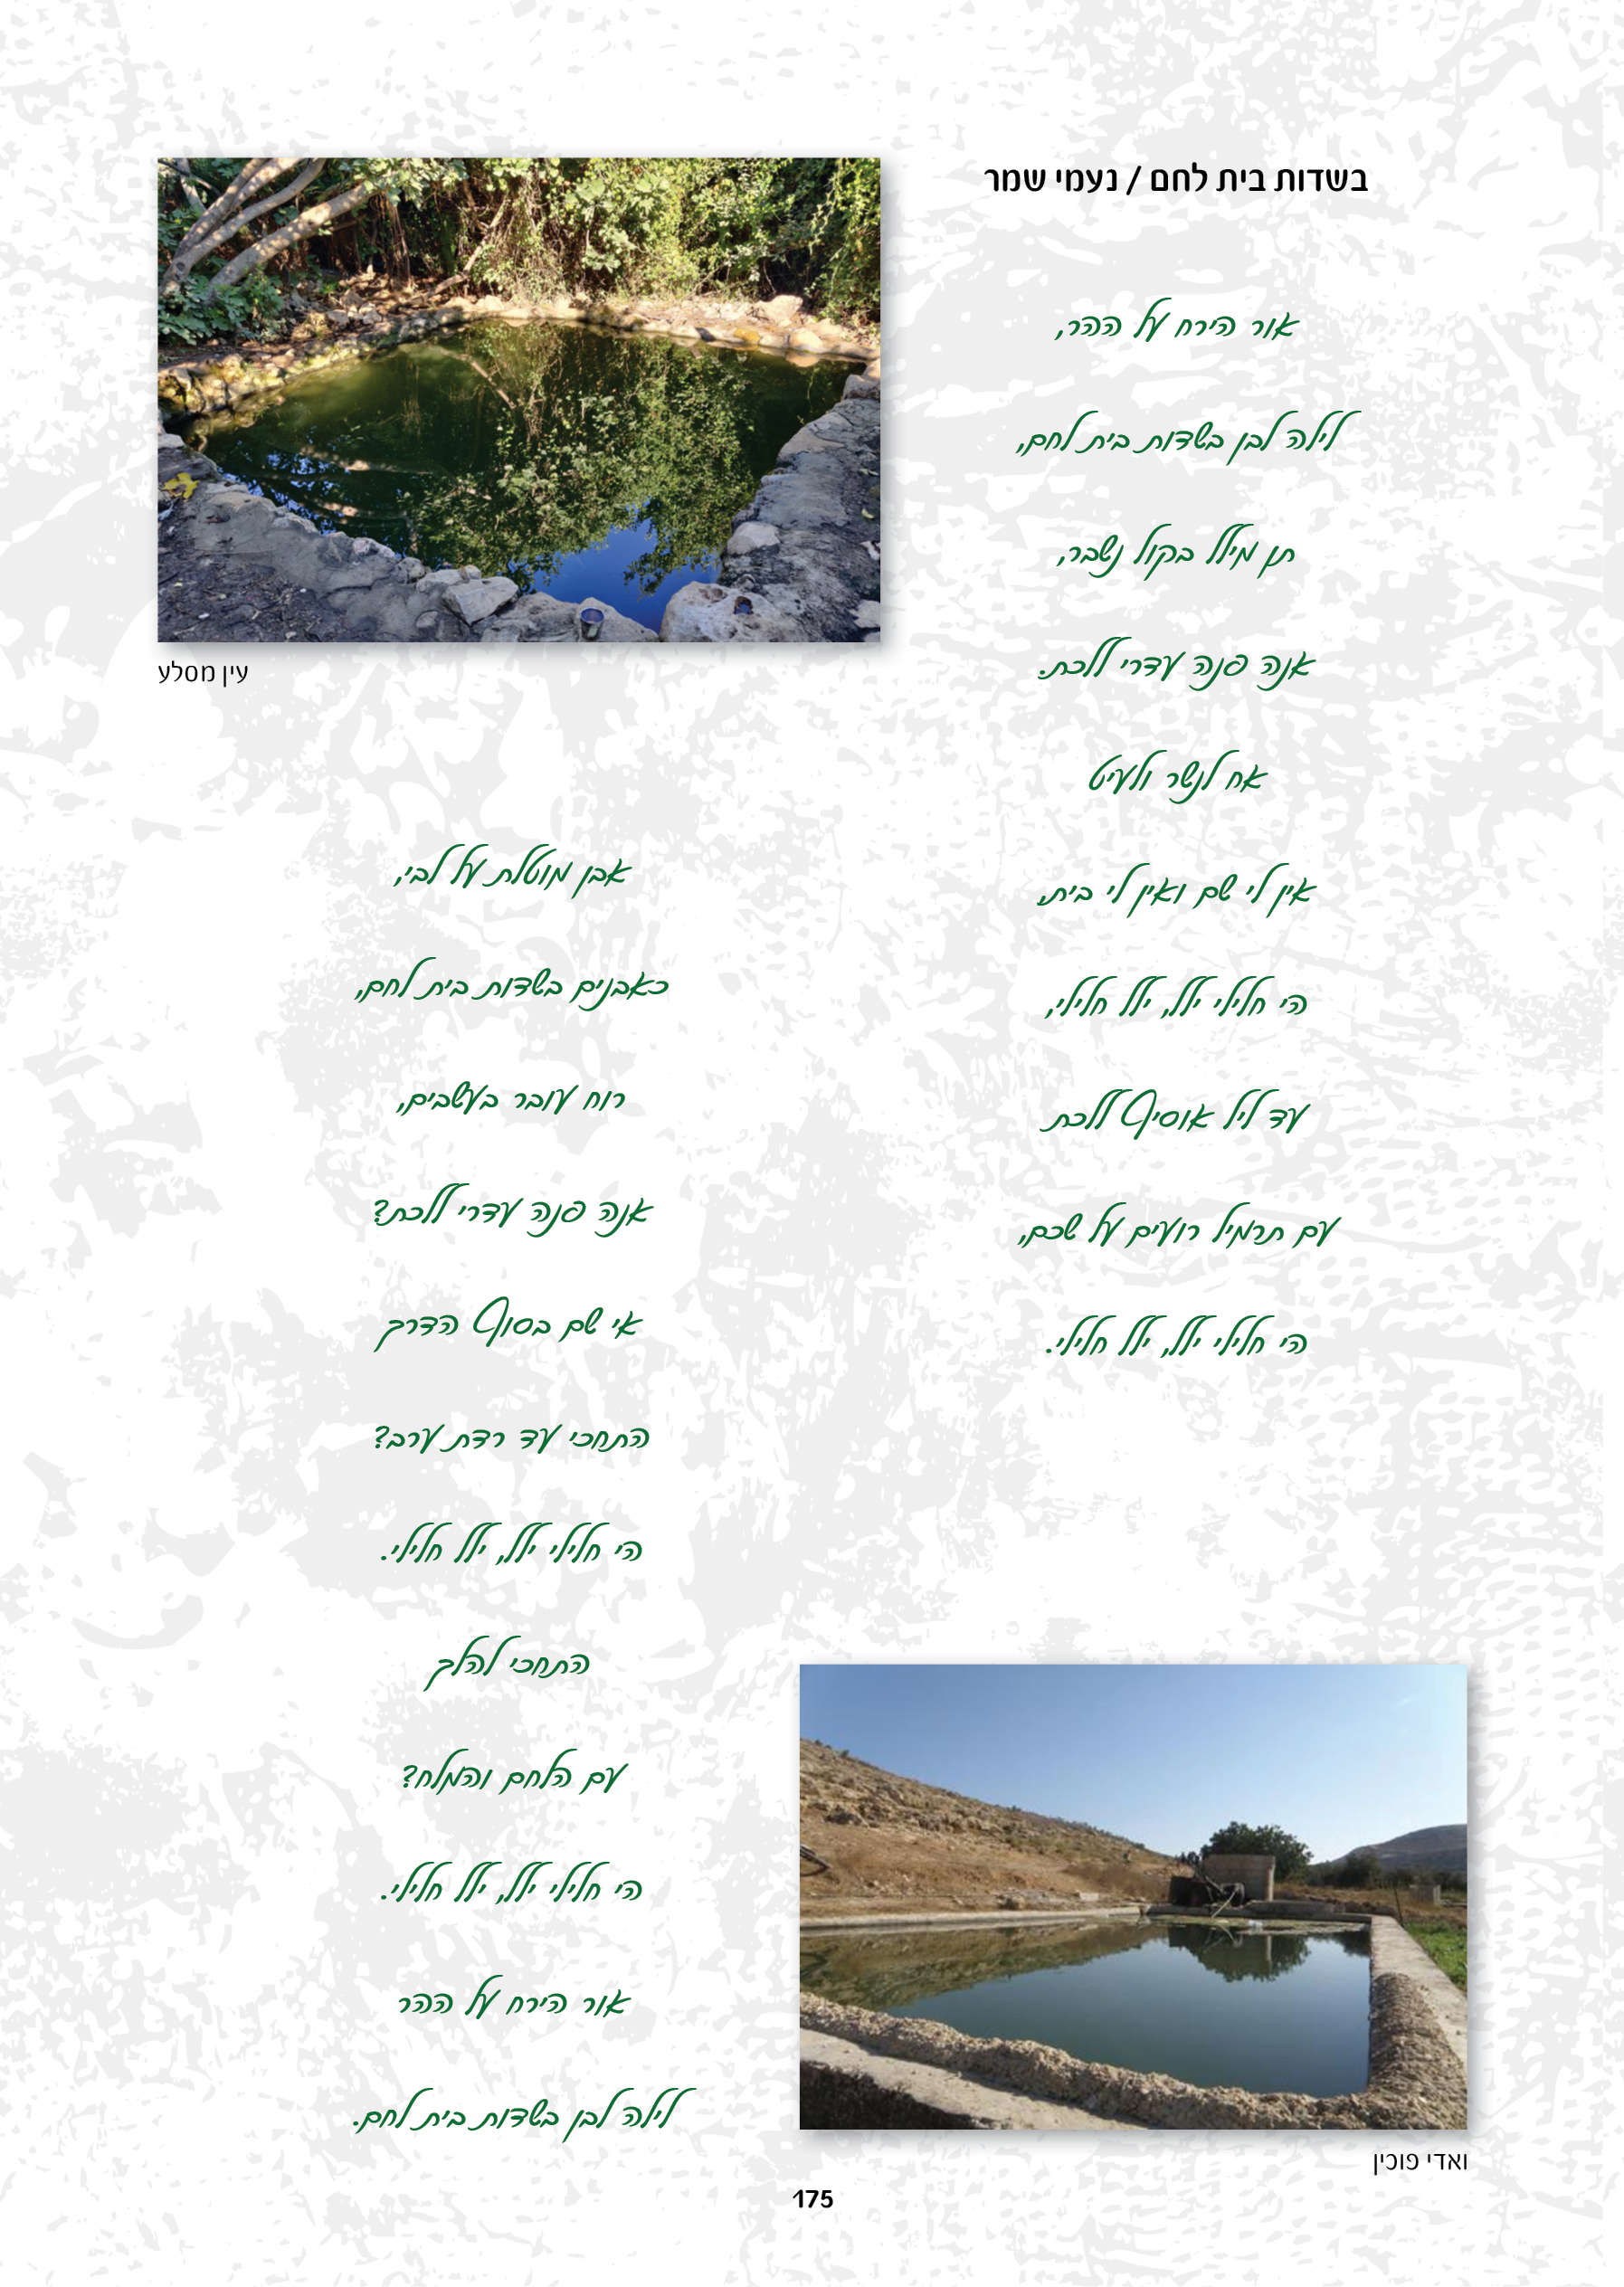 בשדות בית לחם / נעמי שמר
אור הירח על ההר,
לילה לבן בשדות בית לחם,
תן מילל בקול נשבר,
אנה פנה עדרי ללכת.
אח לנשר ולעיט
אין לי שם ואין לי בית,
הי חלילי ילל, ילל חלילי,
עד ליל אוסיף ללכת
עם תרמיל רועים על שכם,
הי חלילי ילל, ילל חלילי.
עין מסלע
אבן מוטלת על לבי,
כאבנים בשדות בית לחם,
רוח עובר בעשבים,
אנה פנה עדרי ללכת?
אי שם בסוף הדרך
התחכי עד רדת ערב?
הי חלילי ילל, ילל חלילי.
התחכי להלך
עם הלחם והמלח?
הי חלילי ילל, ילל חלילי.
אור הירח על ההר
לילה לבן בשדות בית לחם.
ואדי פוכין
175